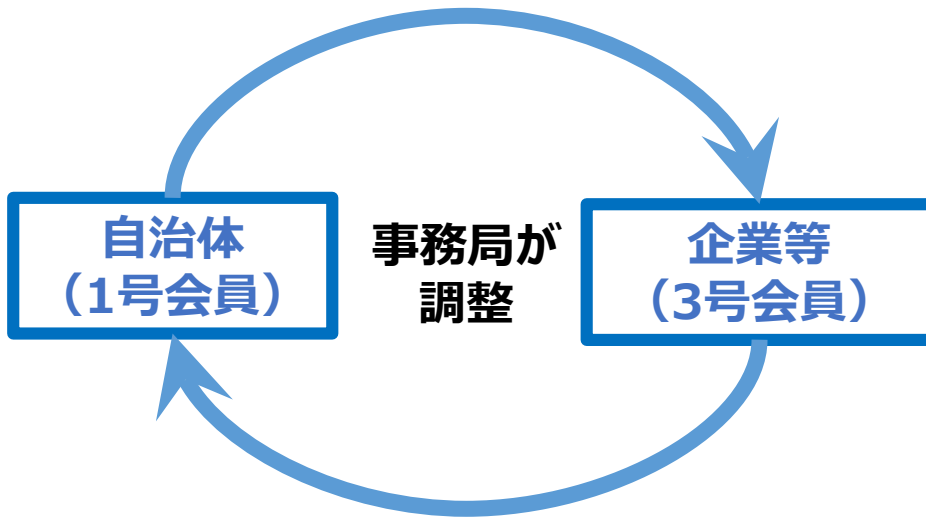 自治体
（1号会員）
事務局が
調整
企業等
（3号会員）